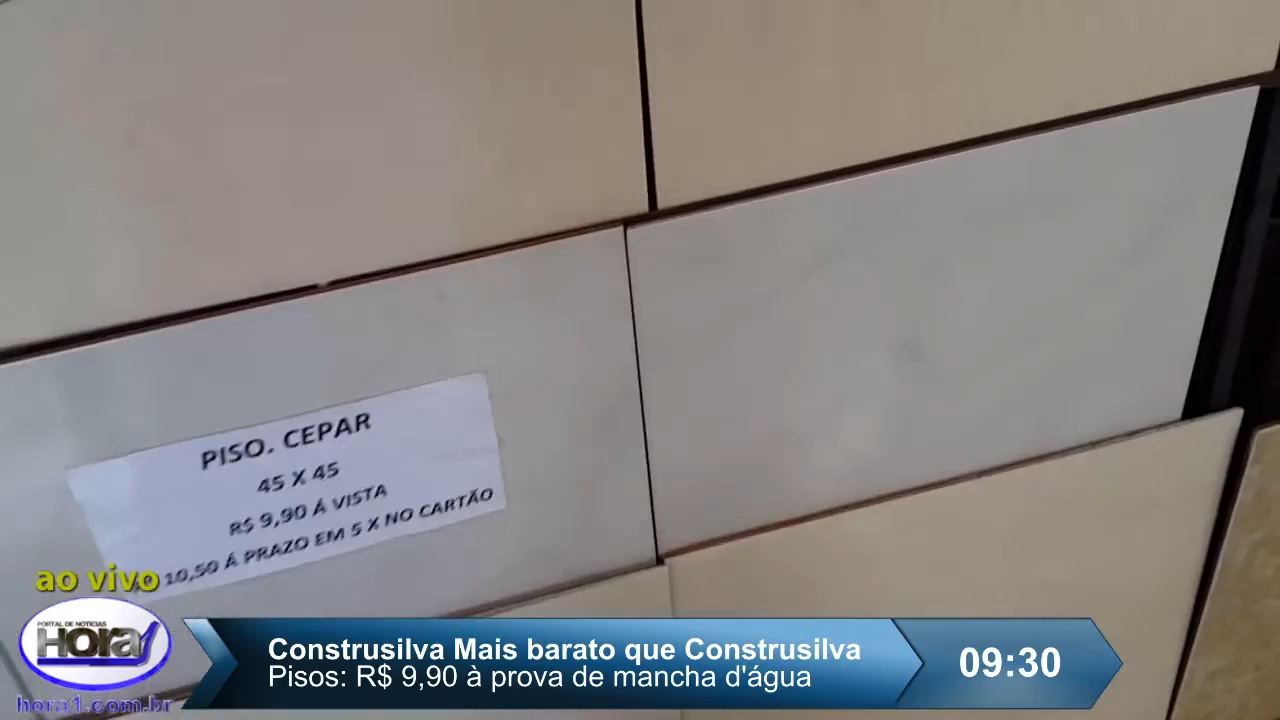 PISO. CEPAR
45 X 45
R$ 9,90 Á VISTA
10,50 Á PRAZO EM 5 X NO CARTÃO
ao vivo
PORTAL DE NOTÍCIAS
HORA1
hora1.com.br
Construsilva Mais barato que Construsilva
Pisos: R$ 9,90 à prova de mancha d'água
09:30